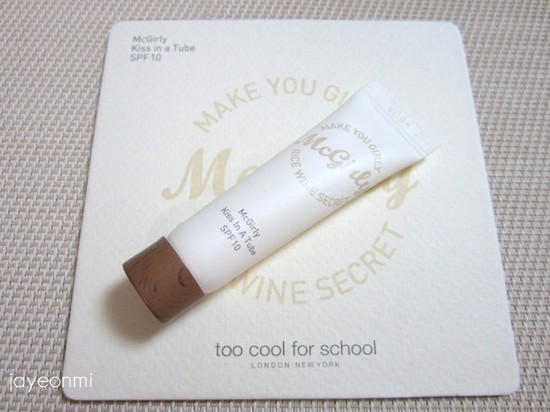 McGirly
Kiss in a Tube
SPF 10
MAKE YOU GIRLY
WINE SECRET
MAKE YOU GIRLY
McGirly
RICE WINE SECRET
McGirly
Kiss In A Tube
SPF 10
too cool for school
LONDON·NEW YORK
jayeonmi